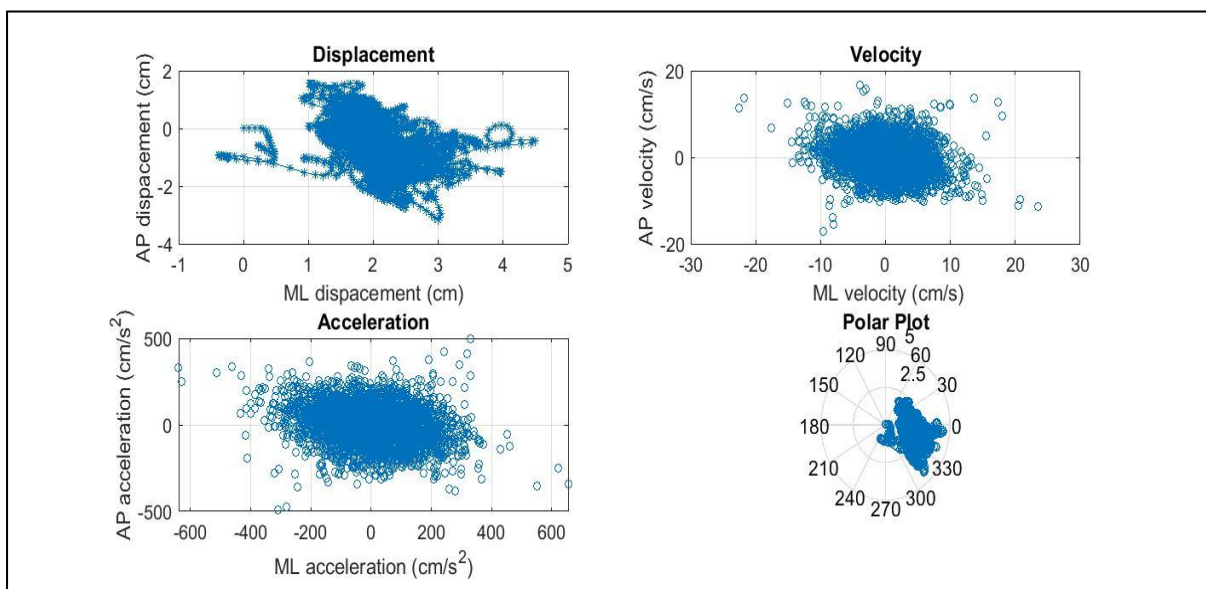 Displacement
2
0
-2
-4
AP dispacement (cm)
-1 0 1 2 3 4 5
ML dispacement (cm)
Velocity
20
0
-20
AP velocity (cm/s)
-30 -20 -10 0 10 20 30
ML velocity (cm/s)
Acceleration
500
0
-500
AP acceleration (cm/s²)
-600 -400 -200 0 200 400 600
ML acceleration (cm/s²)
Polar Plot
5
90
120 60
2.5
150 30
180 0
210 330
240 300
270